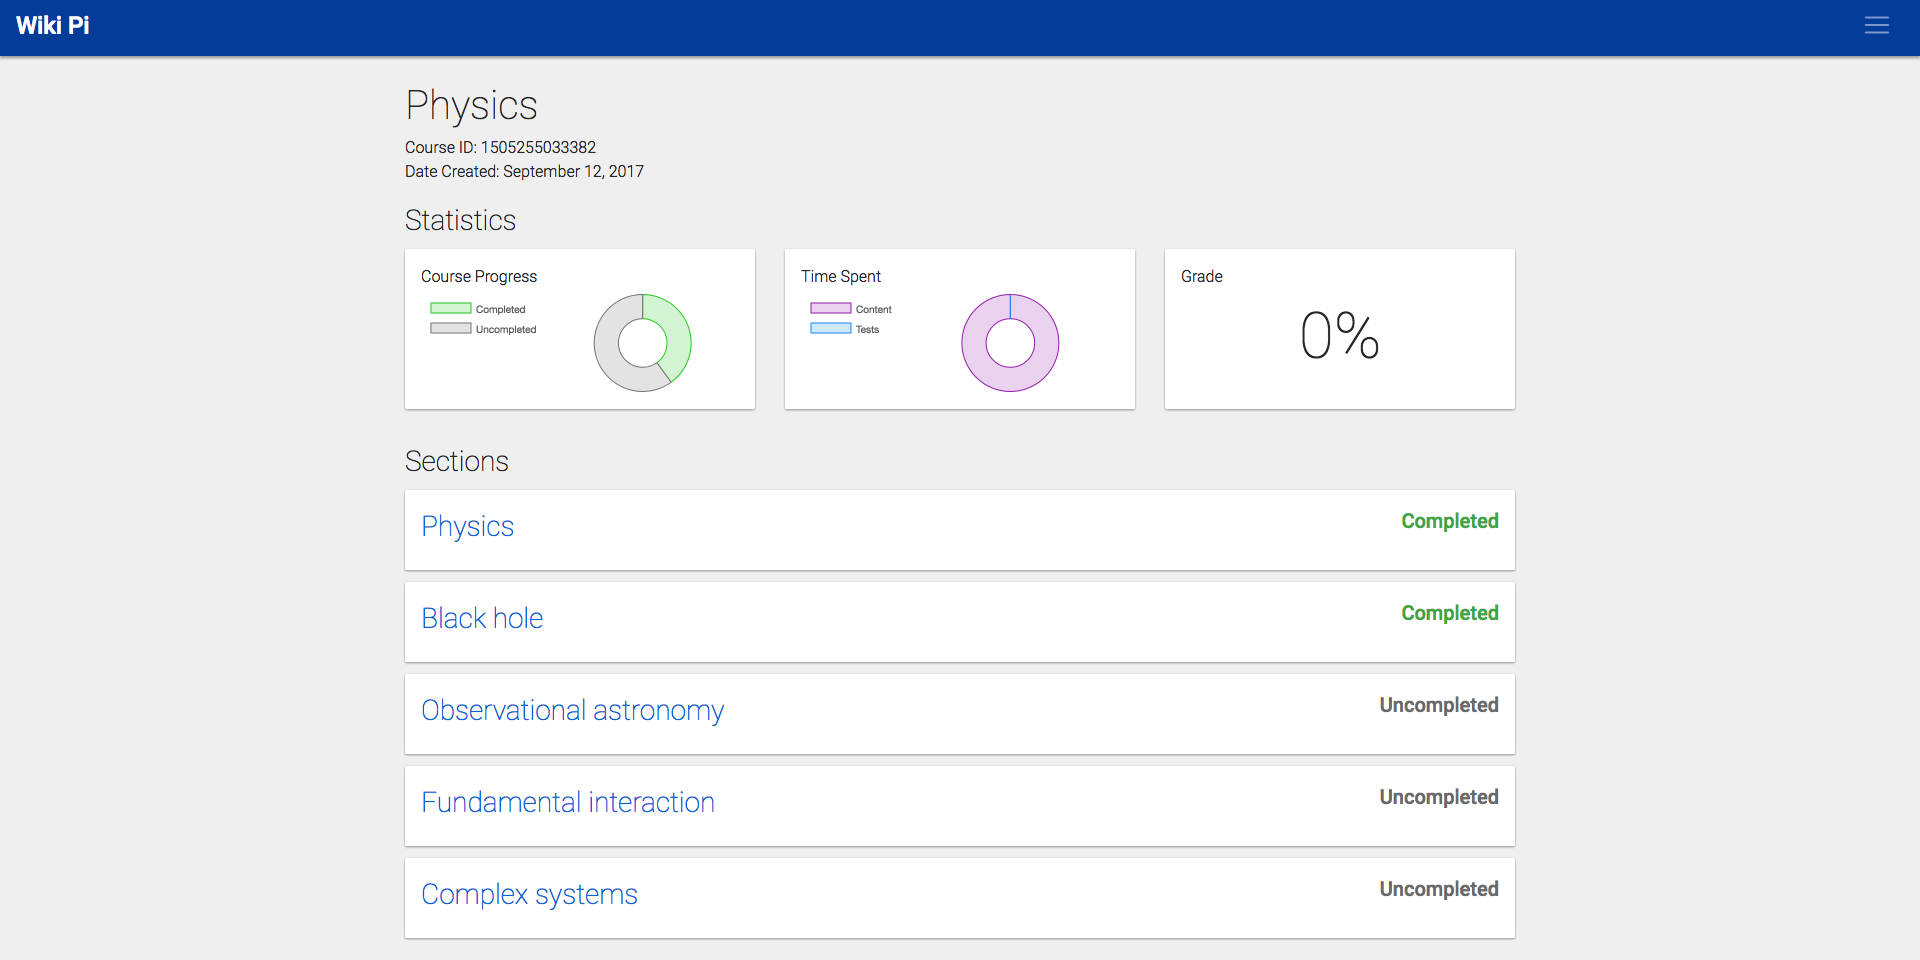 Wiki Pi
Physics
Course ID: 1505255033382
Date Created: September 12, 2017
Statistics
Course Progress
Completed
Uncompleted
Time Spent
Content
Tests
Grade
0%
Sections
Physics
Completed
Black hole
Completed
Observational astronomy
Uncompleted
Fundamental interaction
Uncompleted
Complex systems
Uncompleted